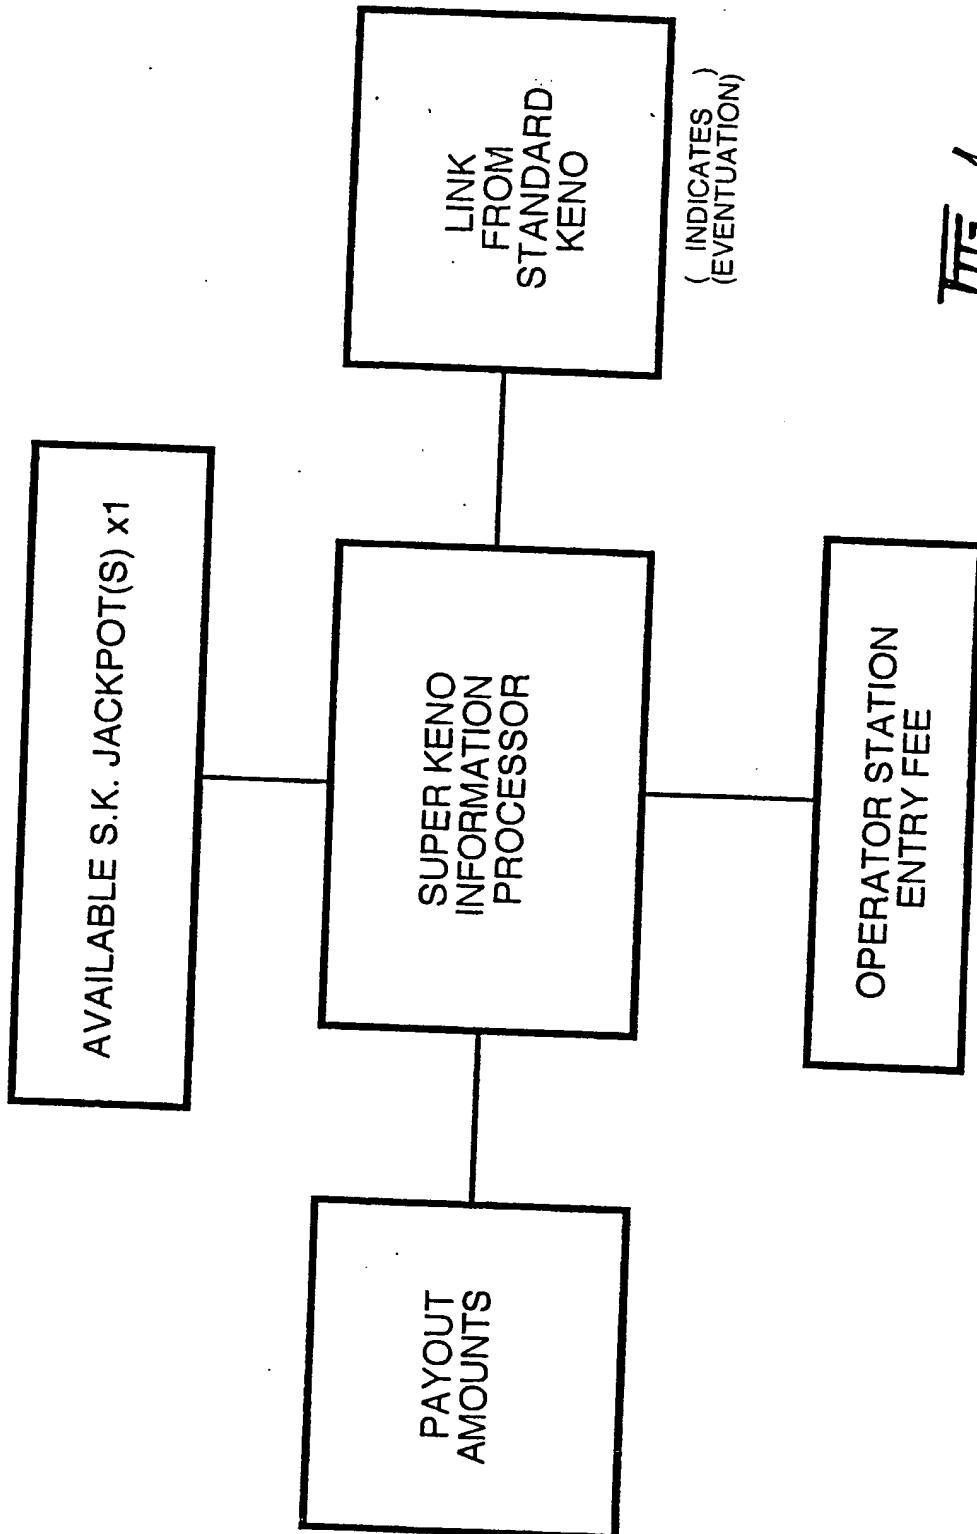 AVAILABLE S.K. JACKPOT(S) x1
PAYOUT
AMOUNTS
SUPER KENO
INFORMATION
PROCESSOR
LINK
FROM
STANDARD
KENO
( INDICATES )
(EVENTUATION)
OPERATOR STATION
ENTRY FEE